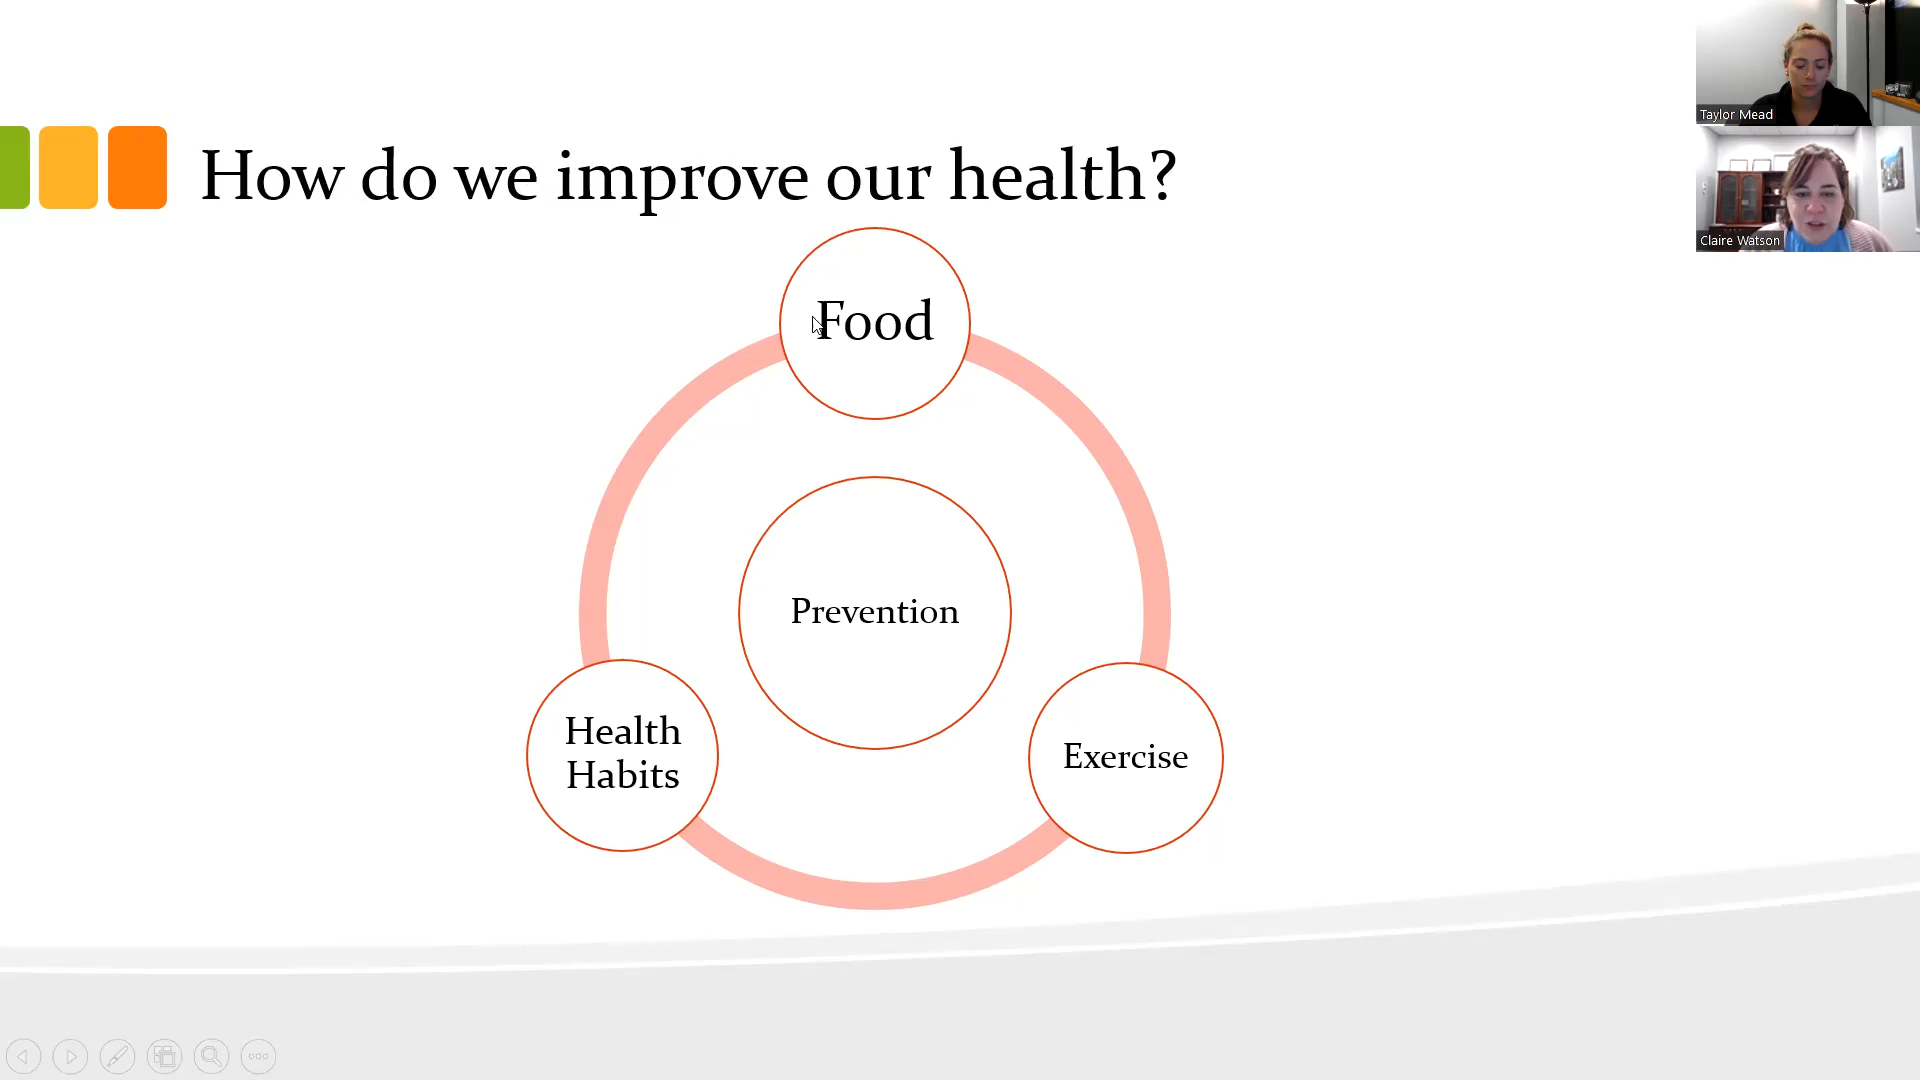 Taylor Mead
How do we improve our health?
Claire Watson
Food
Prevention
Health
Habits
Exercise